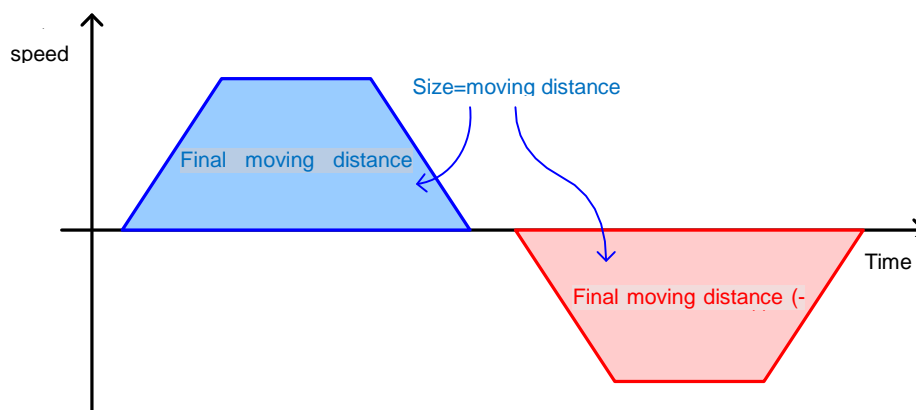 speed
Size=moving distance
Final moving distance
Time
Final moving distance (-